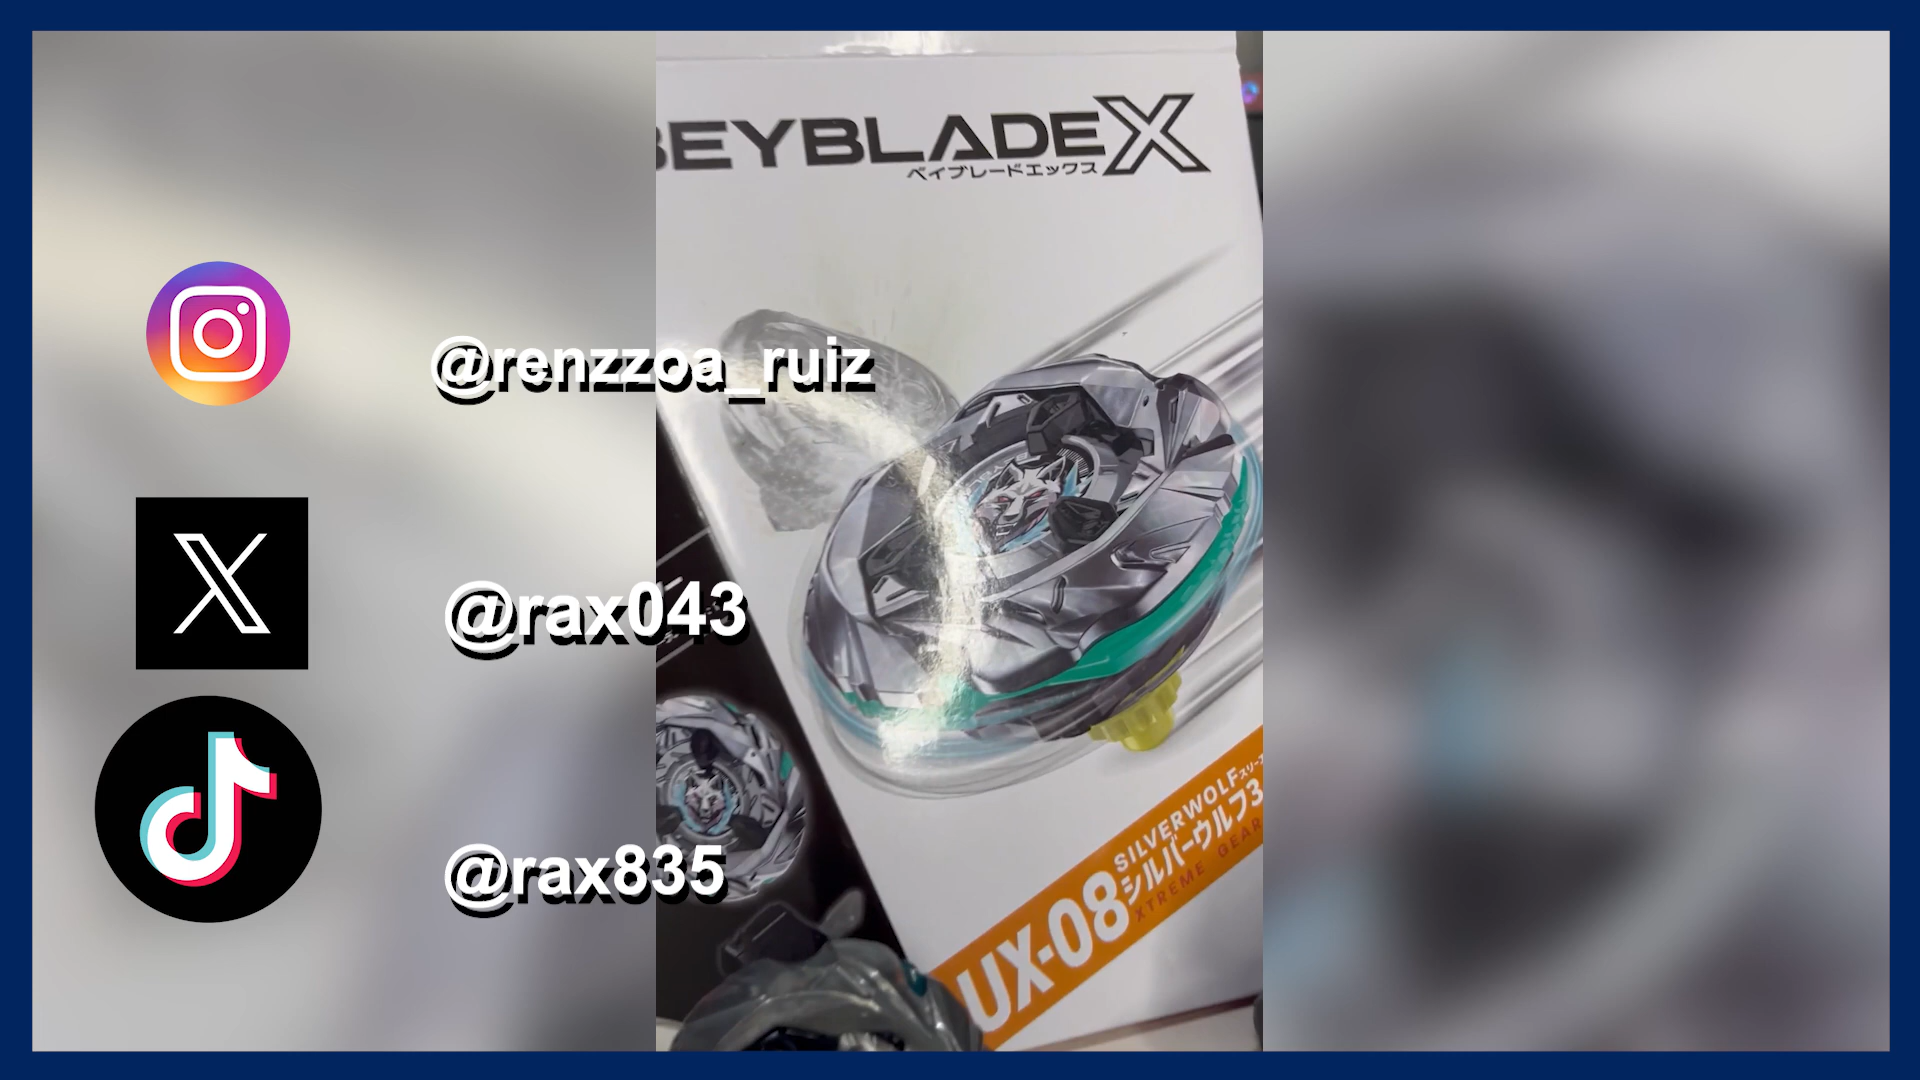 BEYBLADE X
ベイブレードエックス
@renzzoa_ruiz
@rax043
@rax835
SILVERWOLF
シルバーウルフ3
XTREME GEAR
UX-08